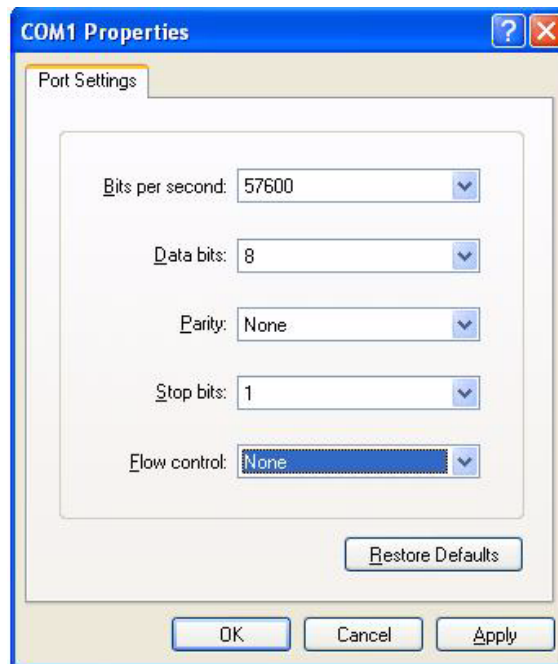 COM1 Properties
Port Settings
Bits per second: 57600
Data bits: 8
Parity: None
Stop bits: 1
Flow control: None
Restore Defaults
OK Cancel Apply